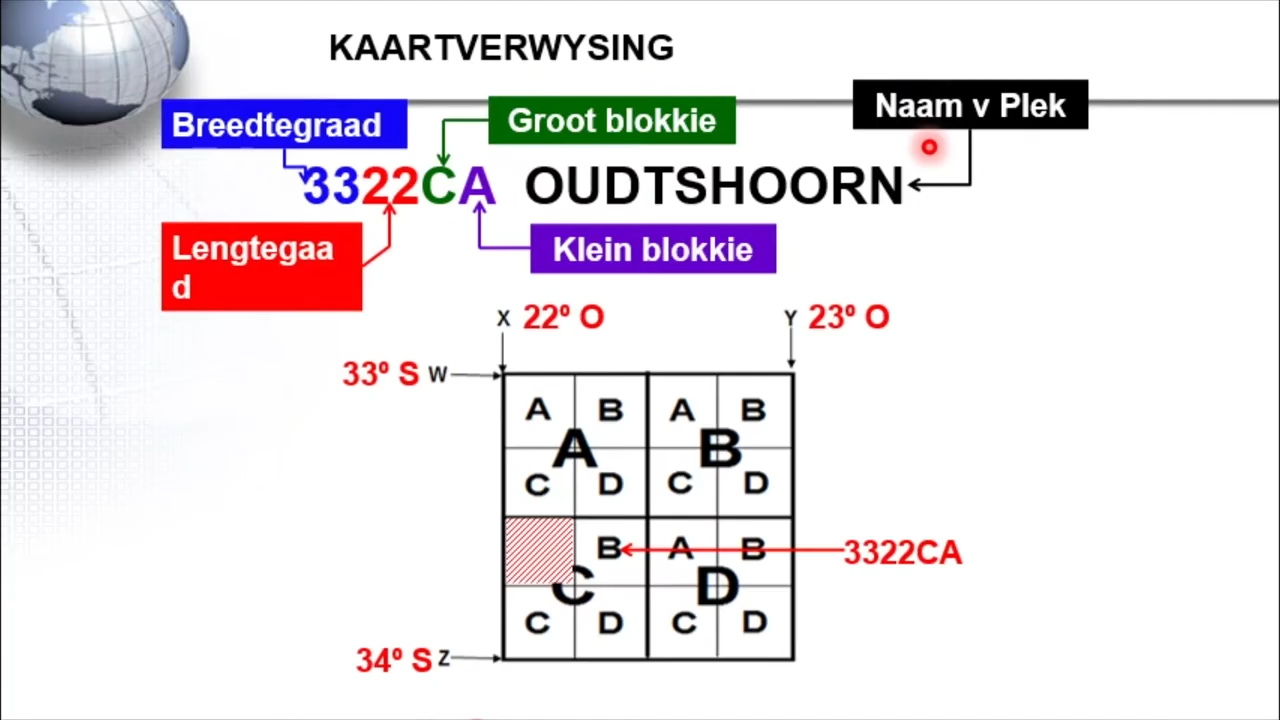 KAARTVERWYSING
Breedtegraad
Groot blokkie
Naam v Plek
3322CA OUDTSHOORN
Lengtegaa
d
Klein blokkie
X 22º O
Y 23º O
33º S W
A B A B
A B
C D C D
B A B
3322CA
C D
C D C D
34º S Z